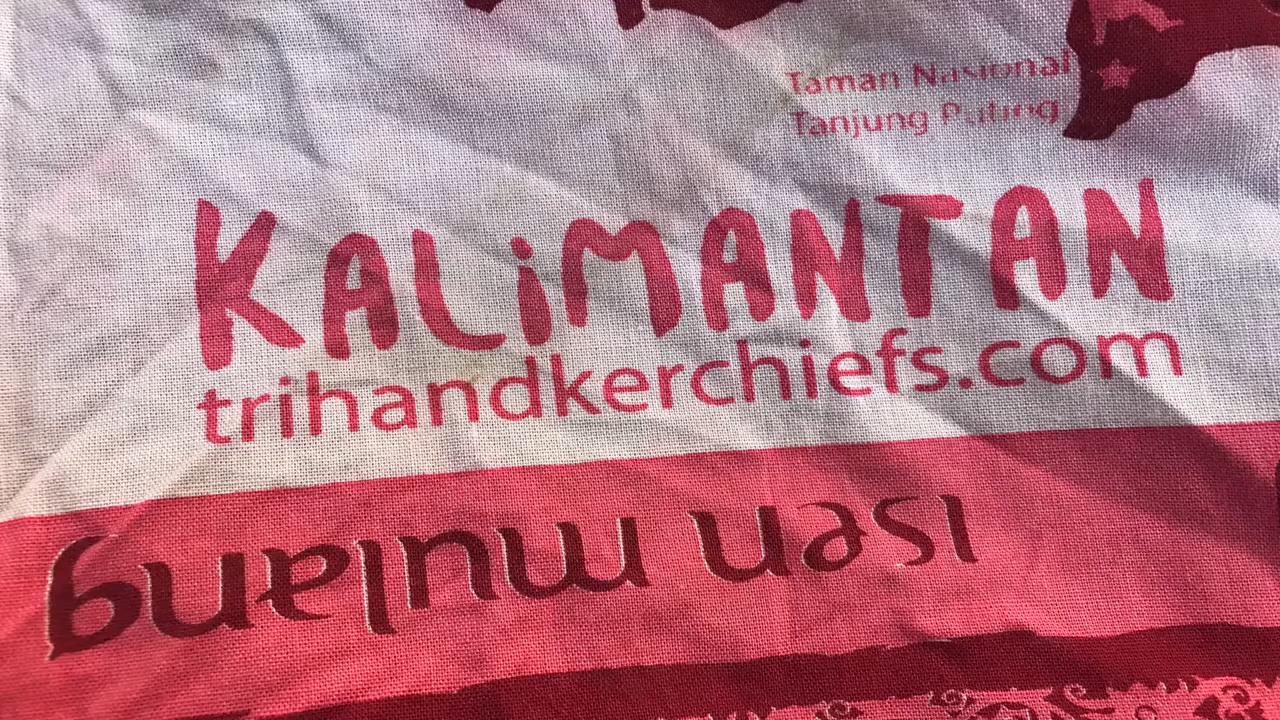 Taman Nasional
Tanjung Puting
KALiMANTAN
trihandkerchiefs.com
isen mulang